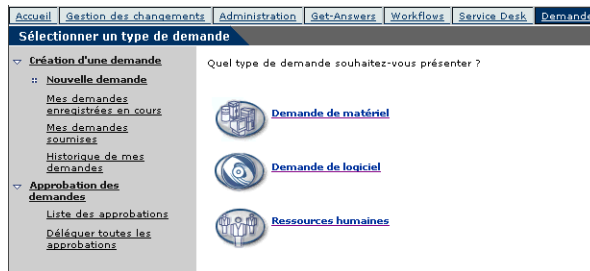 Accueil Gestion des changements Administration Get-Answers Workflows Service Desk Demande
Sélectionner un type de demande
Création d'une demande
Nouvelle demande
Mes demandes
enregistrées en cours
Mes demandes
soumises
Historique de mes
demandes
Approbation des
demandes
Liste des approbations
Déléguer toutes les
approbations
Quel type de demande souhaitez-vous présenter ?
Demande de matériel
Demande de logiciel
Ressources humaines